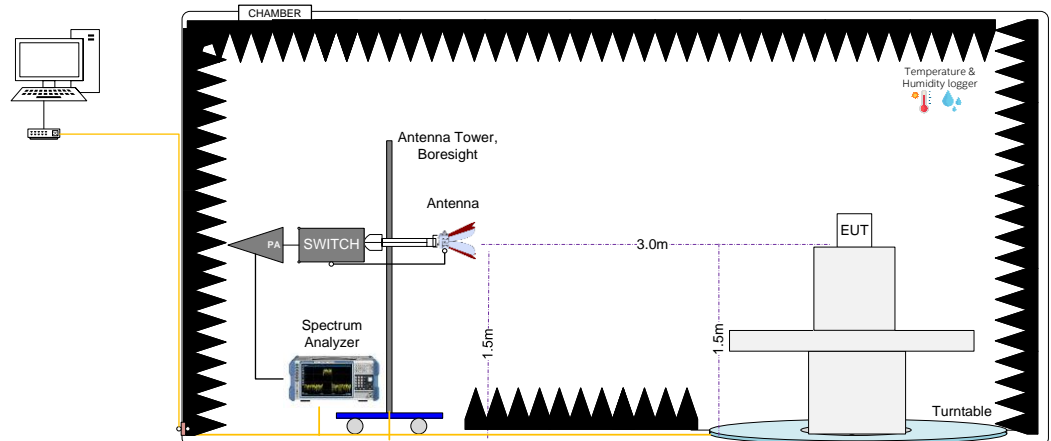 CHAMBER
Temperature &
Humidity logger
Antenna Tower,
Boresight
Antenna
PA
SWITCH
3.0m
EUT
1.5m
1.5m
Spectrum
Analyzer
Turntable